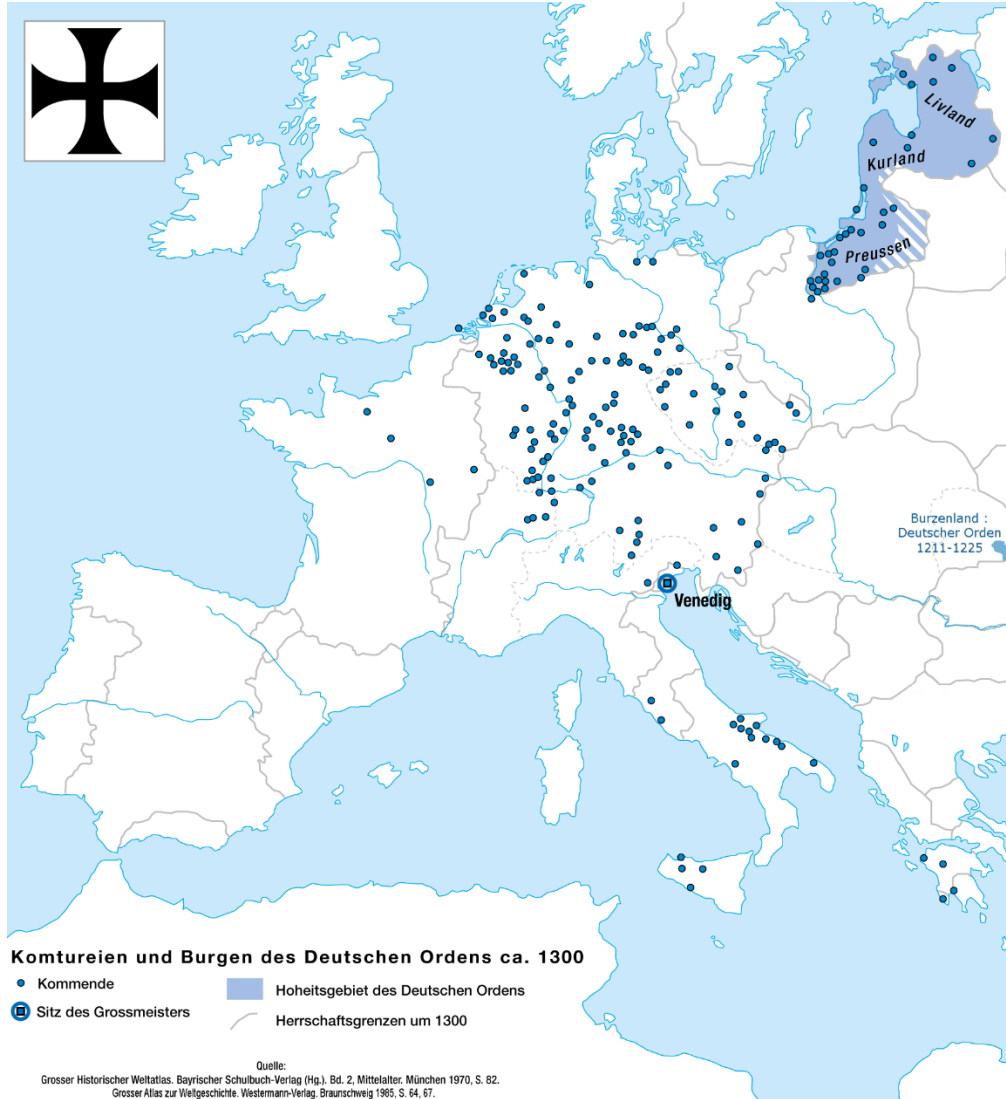 Livland
Kurland
Preussen
Burzenland :
Deutscher Orden
1211-1225
Venedig
Komtureien und Burgen des Deutschen Ordens ca. 1300
Kommende
Sitz des Grossmeisters
Hoheitsgebiet des Deutschen Ordens
Herrschaftsgrenzen um 1300
Quelle:
Grosser Historischer Weltatlas. Bayrischer Schulbuch-Verlag (Hg.). Bd. 2, Mittelalter. München 1970, S. 82.
Grosser Atlas zur Weltgeschichte. Westermann-Verlag. Braunschweig 1985, S. 64, 67.